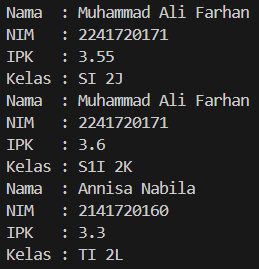 Nama  : Muhammad Ali Farhan
NIM   : 2241720171
IPK   : 3.55
Kelas : SI 2J
Nama  : Muhammad Ali Farhan
NIM   : 2241720171
IPK   : 3.6
Kelas : S1I 2K
Nama  : Annisa Nabila
NIM   : 2141720160
IPK   : 3.3
Kelas : TI 2L